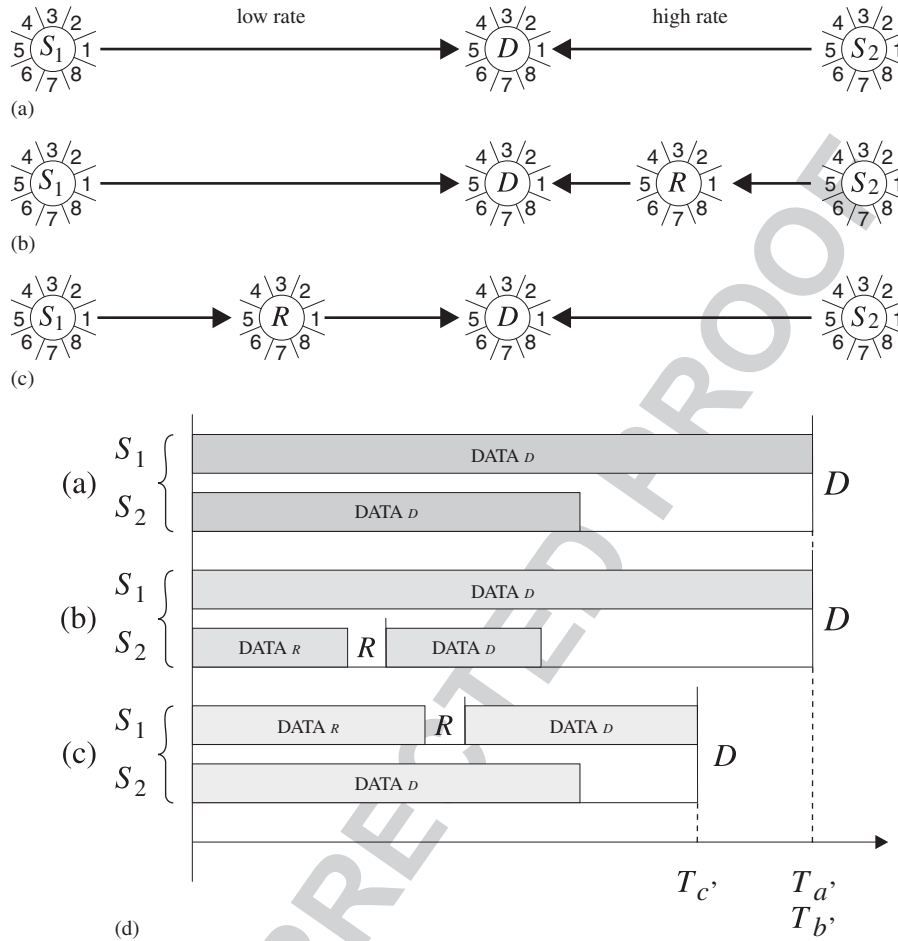 low rate high rate
4 3 2 4 3 2 4 3 2
5 S1 1 5 D 1 5 S2 1
6 7 8 6 7 8 6 7 8
(a)
4 3 2 4 3 2 4 3 2 4 3 2
5 S1 1 5 D 1 5 R 1 5 S2 1
6 7 8 6 7 8 6 7 8 6 7 8
(b)
4 3 2 4 3 2 4 3 2 4 3 2
5 S1 1 5 R 1 5 D 1 5 S2 1
6 7 8 6 7 8 6 7 8 6 7 8
(c)
S1 DATA D
(a) D
S2 DATA D
S1 DATA D
(b) D
S2 DATA R R DATA D
S1 DATA R R DATA D
(c) D
S2 DATA D
Tc’ Ta’
Tb’
(d)
RECTED PROOF